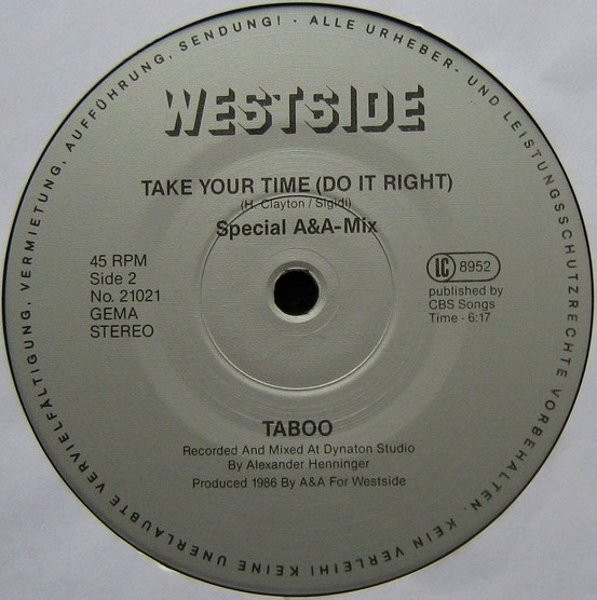 WESTSIDE
TAKE YOUR TIME (DO IT RIGHT)
(H. Clayton / Sigidi)
Special A&A-Mix
45 RPM
Side 2
No. 21021
GEMA
STEREO
LC 8952
published by
CBS Songs
Time - 6:17
TABOO
Recorded And Mixed At Dynaton Studio
By Alexander Henninger
Produced 1986 By A&A For Westside
ALLE URHEBER- UND LEISTUNGSSCHUTZRECHTE VORBEHALTEN. KEIN VERLEIH! KEINE UNERLAUBTE VERVIELFÄLTIGUNG, VERMIETUNG, AUFFÜHRUNG, SENDUNG! -